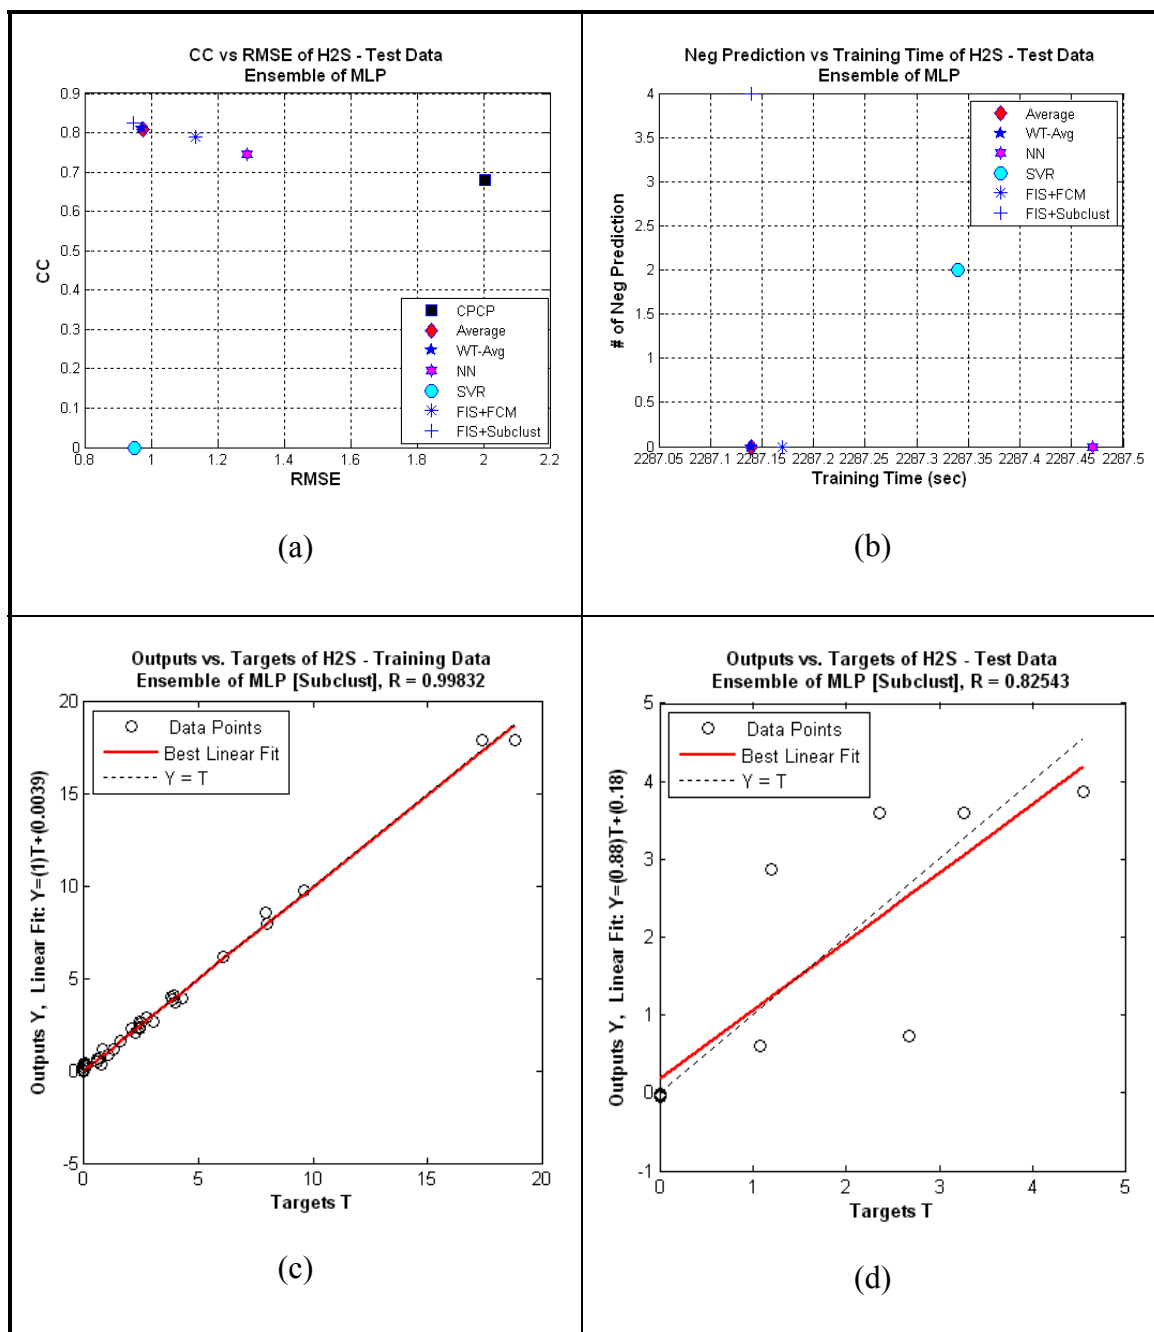 CC vs RMSE of H2S - Test Data
Ensemble of MLP
0.9
0.8
0.7
0.6
0.5
0.4
0.3
0.2
0.1
0
CC
CPCP
Average
WT-Avg
NN
SVR
FIS+FCM
FIS+Subclust
0.8 1 1.2 1.4 1.6 1.8 2 2.2
RMSE
(a)
Neg Prediction vs Training Time of H2S - Test Data
Ensemble of MLP
4
3.5
3
2.5
2
1.5
1
0.5
0
# of Neg Prediction
Average
WT-Avg
NN
SVR
FIS+FCM
FIS+Subclust
2287.05 2287.1 2287.15 2287.2 2287.25 2287.3 2287.35 2287.4 2287.45 2287.5
Training Time (sec)
(b)
Outputs vs. Targets of H2S - Training Data
Ensemble of MLP [Subclust], R = 0.99832
20
15
10
5
0
-5
Outputs Y, Linear Fit: Y=(1)T+(0.0039)
Data Points
Best Linear Fit
Y = T
0 5 10 15 20
Targets T
(c)
Outputs vs. Targets of H2S - Test Data
Ensemble of MLP [Subclust], R = 0.82543
5
4
3
2
1
0
-1
Outputs Y, Linear Fit: Y=(0.88)T+(0.18)
Data Points
Best Linear Fit
Y = T
0 1 2 3 4 5
Targets T
(d)